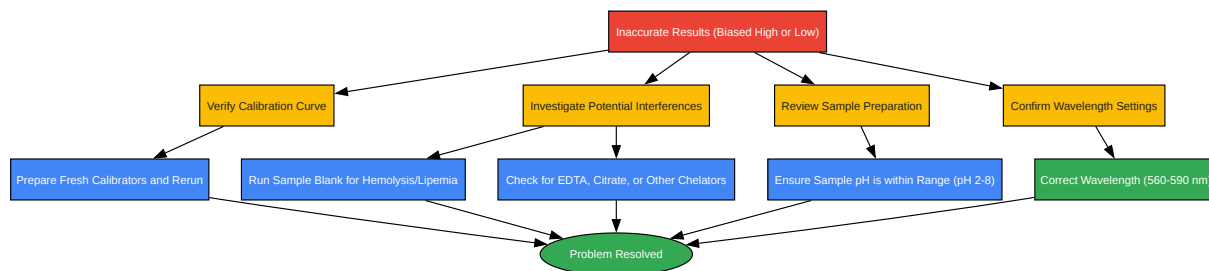 Inaccurate Results (Biased High or Low)
Verify Calibration Curve
Investigate Potential Interferences
Review Sample Preparation
Confirm Wavelength Settings
Prepare Fresh Calibrators and Rerun
Run Sample Blank for Hemolysis/Lipemia
Check for EDTA, Citrate, or Other Chelators
Ensure Sample pH is within Range (pH 2-8)
Correct Wavelength (560-590 nm)
Problem Resolved